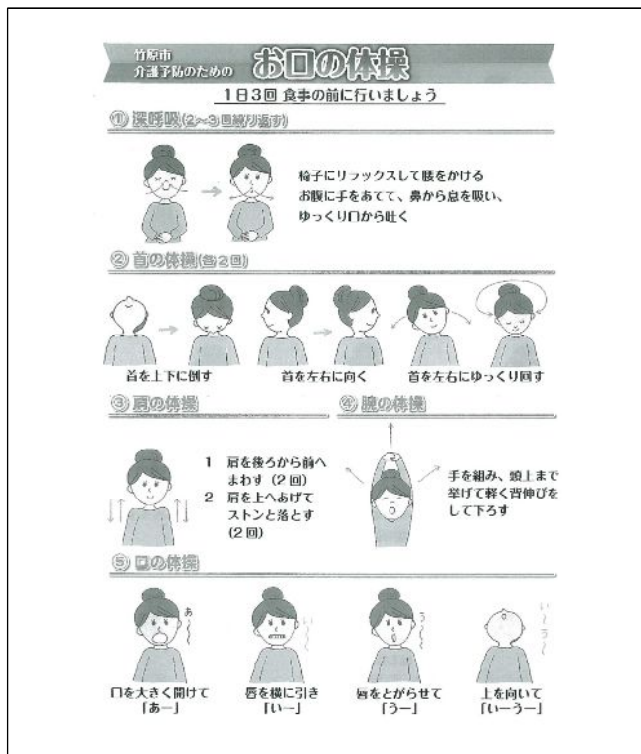 竹原市
介護予防のための
お口の体操
1日3回 食事の前に行いましょう
① 深呼吸(2〜3回繰り返す)
椅子にリラックスして腰をかける
お腹に手をあてて、鼻から息を吸い、
ゆっくり口から吐く
② 首の体操(各2回)
首を上下に倒す
首を左右に向く
首を左右にゆっくり回す
③ 肩の体操
1 肩を後ろから前へ
まわす(2回)
2 肩を上へあげて
ストンと落とす
(2回)
④ 腕の体操
手を組み、頭上まで
挙げて軽く背伸びを
して下ろす
⑤ 口の体操
あ〜
口を大きく開けて
「あー」
い〜
唇を横に引き
「いー」
う〜
唇をとがらせて
「うー」
い〜う〜
上を向いて
「いーうー」